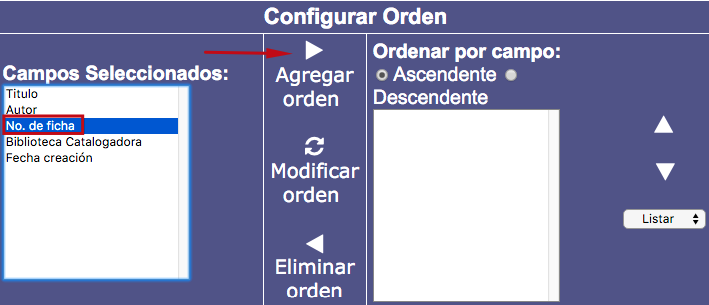 Configurar Orden
Campos Seleccionados:
Titulo
Autor
No. de ficha
Biblioteca Catalogadora
Fecha creación
Agregar
orden
Modificar
orden
Eliminar
orden
Ordenar por campo:
Ascendente
Descendente
Listar